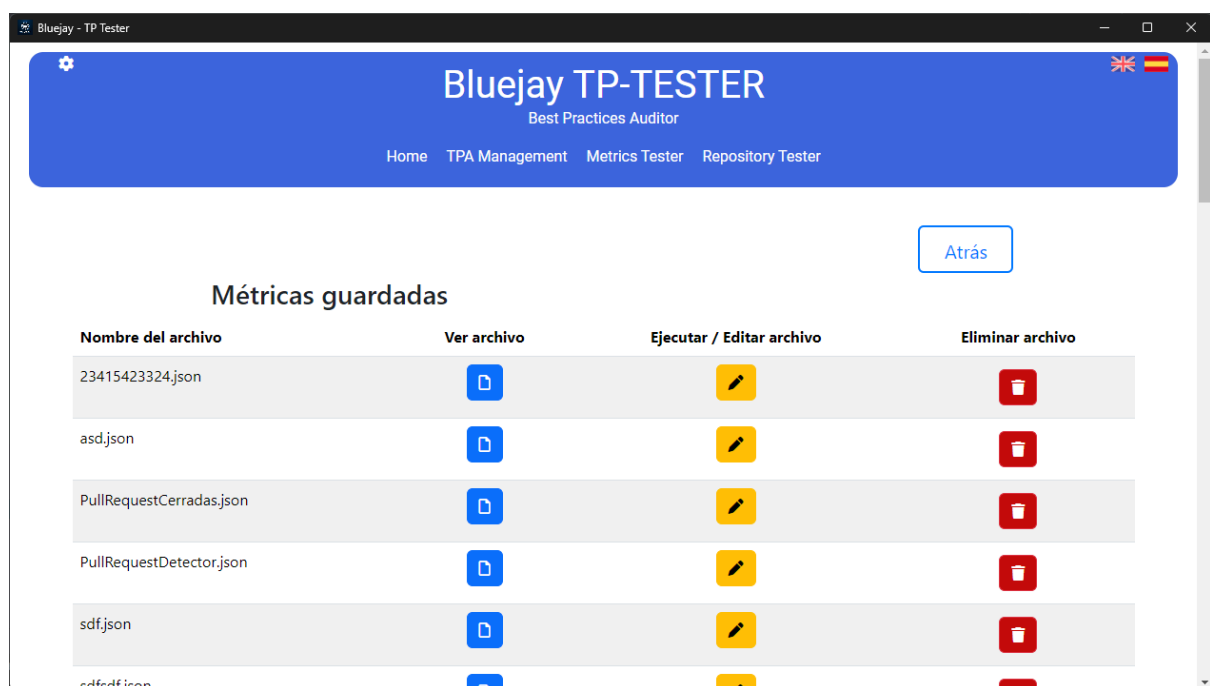 Bluejay - TP Tester
Bluejay TP-TESTER
Best Practices Auditor
Home TPA Management Metrics Tester Repository Tester
Atrás
Métricas guardadas
Nombre del archivo Ver archivo Ejecutar / Editar archivo Eliminar archivo
23415423324.json
asd.json
PullRequestCerradas.json
PullRequestDetector.json
sdf.json
sdfsdf.json